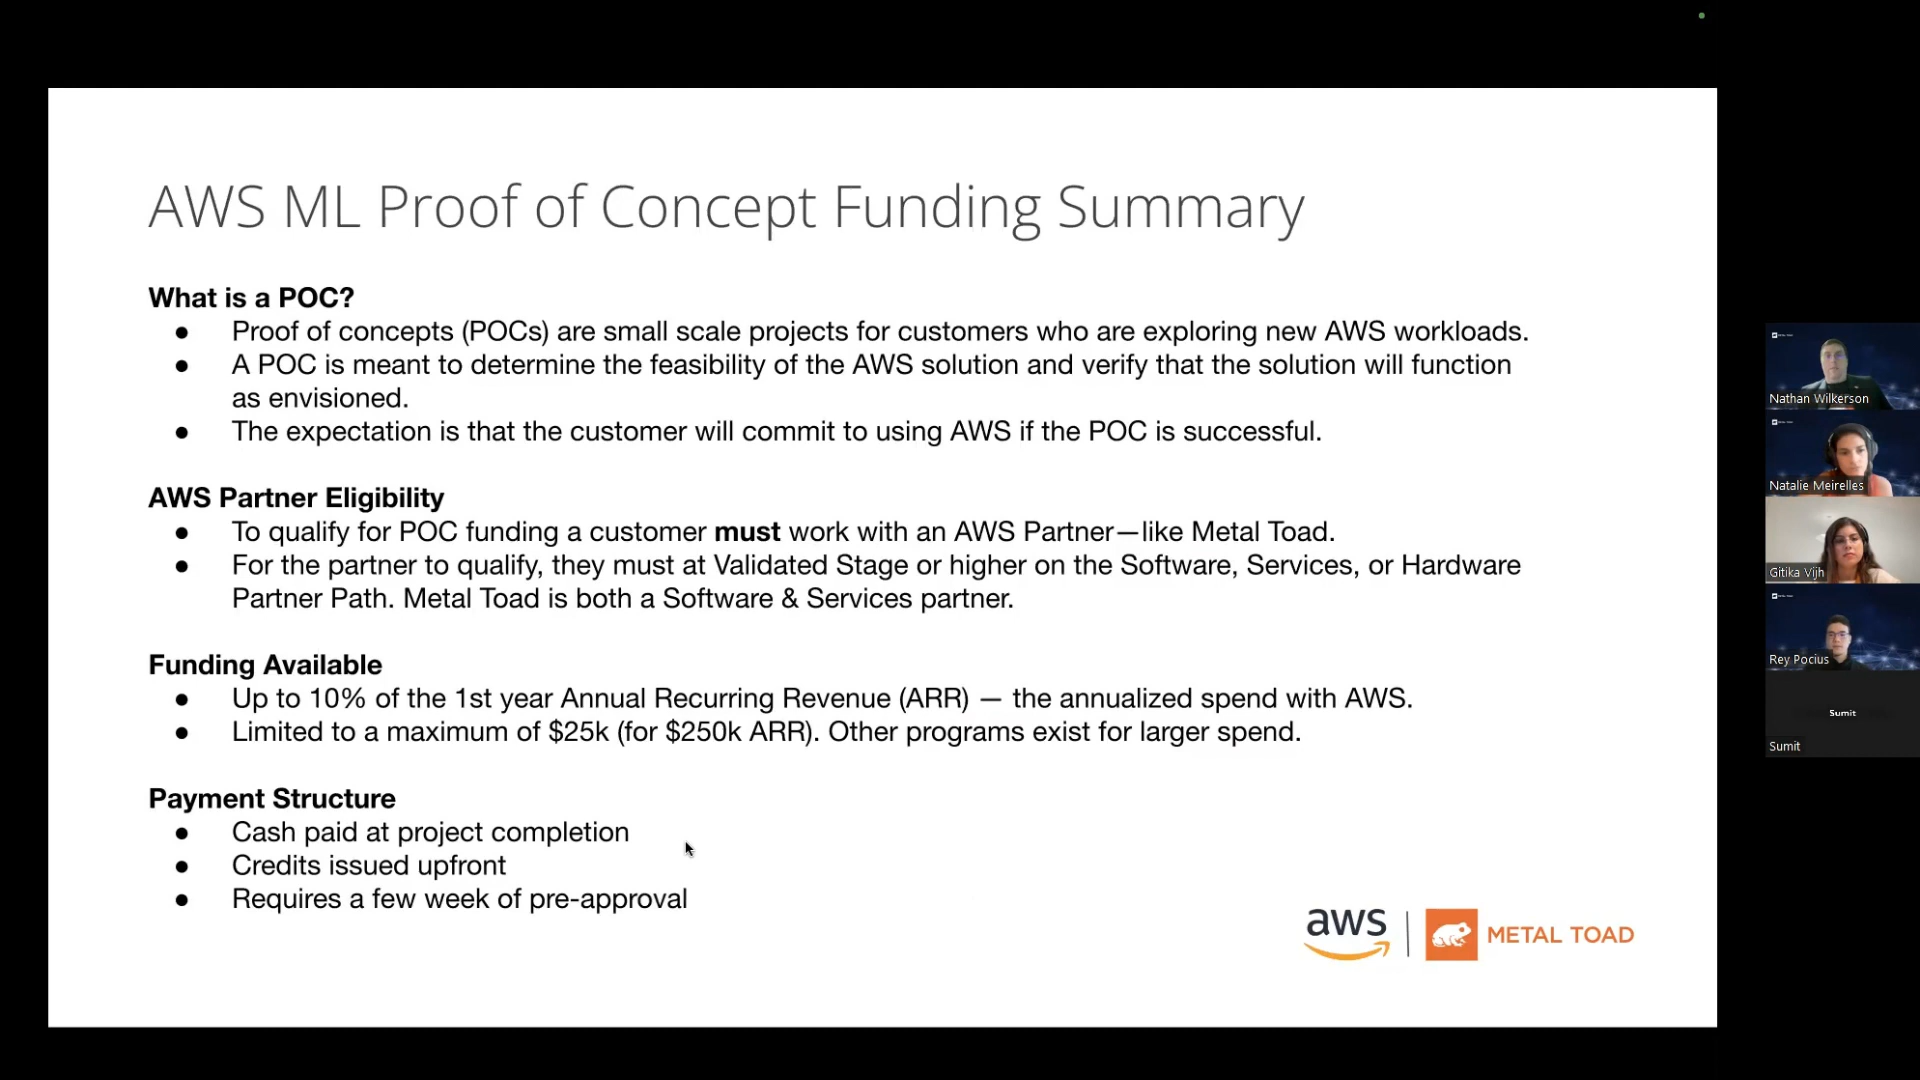 AWS ML Proof of Concept Funding Summary
What is a POC?
● Proof of concepts (POCs) are small scale projects for customers who are exploring new AWS workloads.
● A POC is meant to determine the feasibility of the AWS solution and verify that the solution will function
as envisioned.
● The expectation is that the customer will commit to using AWS if the POC is successful.
AWS Partner Eligibility
● To qualify for POC funding a customer must work with an AWS Partner—like Metal Toad.
● For the partner to qualify, they must at Validated Stage or higher on the Software, Services, or Hardware
Partner Path. Metal Toad is both a Software & Services partner.
Funding Available
● Up to 10% of the 1st year Annual Recurring Revenue (ARR) — the annualized spend with AWS.
● Limited to a maximum of $25k (for $250k ARR). Other programs exist for larger spend.
Payment Structure
● Cash paid at project completion
● Credits issued upfront
● Requires a few week of pre-approval
aws
METAL TOAD
Nathan Wilkerson
Natalie Meirelles
Gitika Vijh
Rey Pocius
Sumit
Sumit